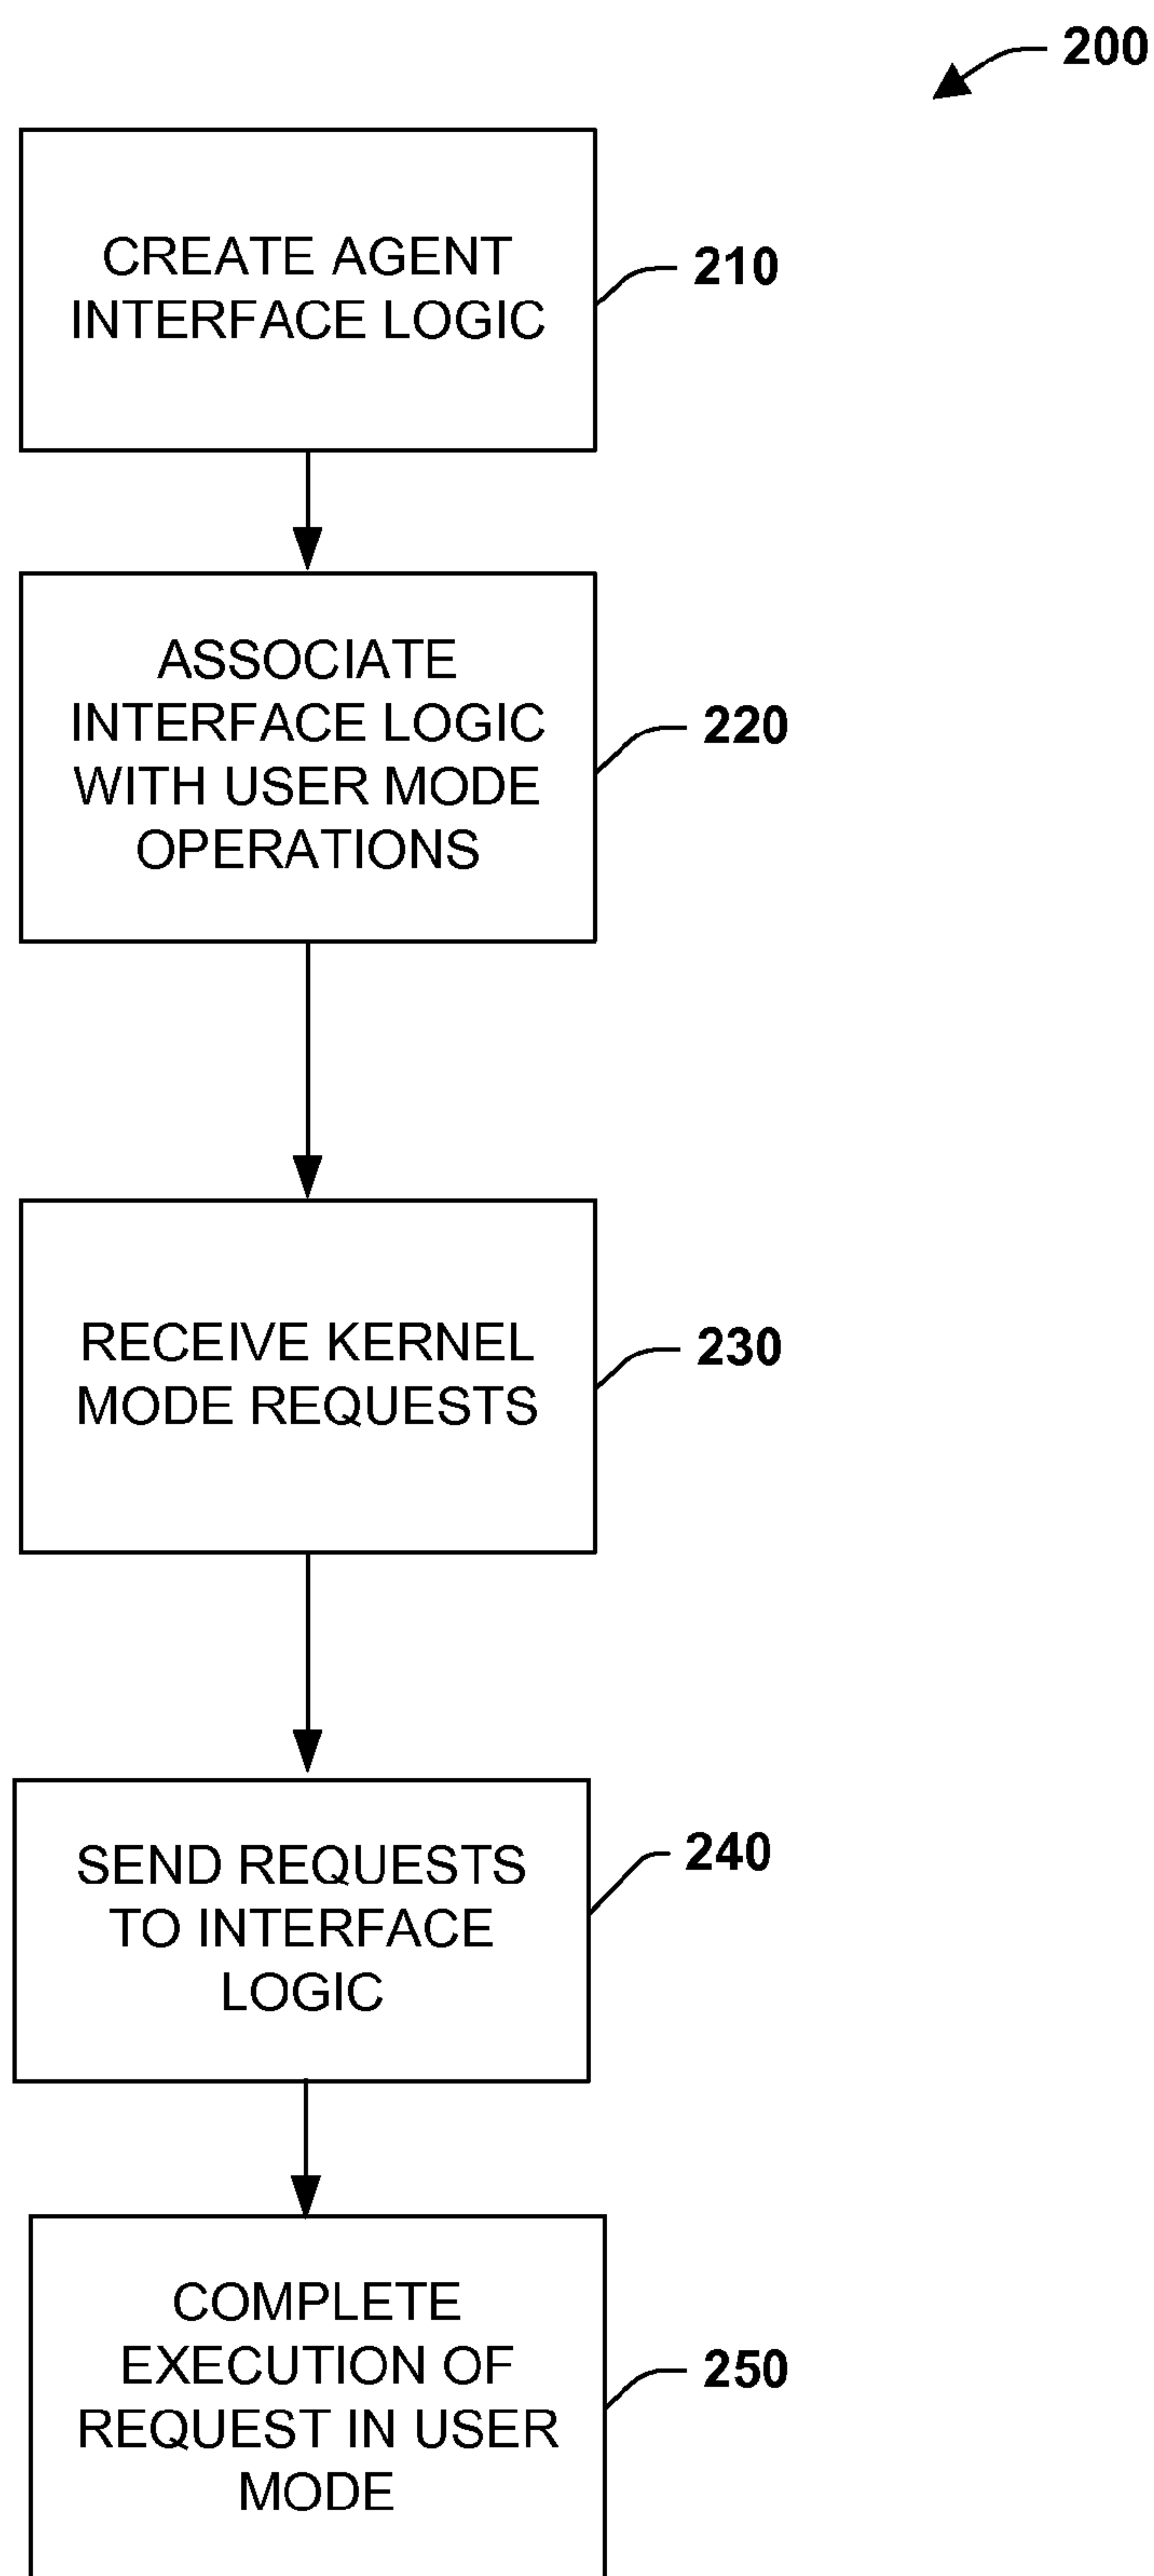 200
CREATE AGENT
INTERFACE LOGIC
210
ASSOCIATE
INTERFACE LOGIC
WITH USER MODE
OPERATIONS
220
RECEIVE KERNEL
MODE REQUESTS
230
SEND REQUESTS
TO INTERFACE
LOGIC
240
COMPLETE
EXECUTION OF
REQUEST IN USER
MODE
250